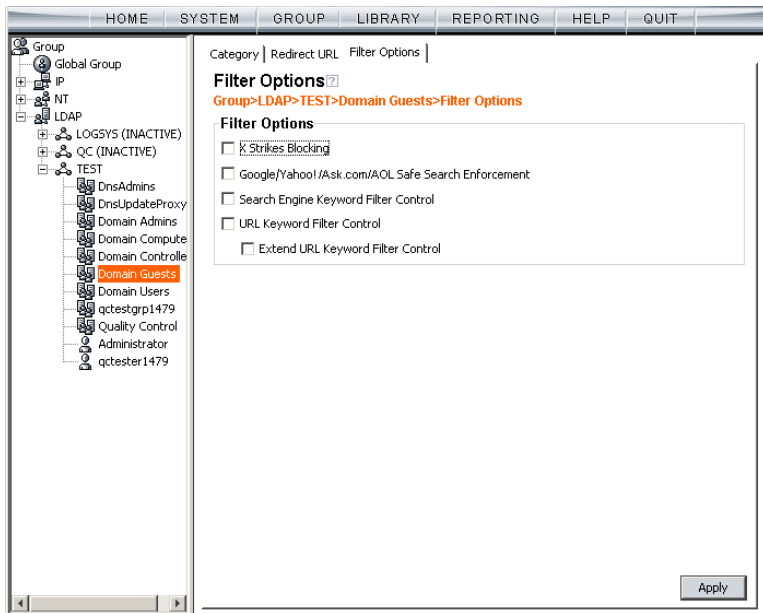 HOME SYSTEM GROUP LIBRARY REPORTING HELP QUIT
Group
Global Group
IP
NT
LDAP
LOGSYS (INACTIVE)
QC (INACTIVE)
TEST
DnsAdmins
DnsUpdateProxy
Domain Admins
Domain Compute
Domain Controlle
Domain Guests
Domain Users
qctestgrp1479
Quality Control
Administrator
qctester1479
Category Redirect URL Filter Options
Filter Options?
Group>LDAP>TEST>Domain Guests>Filter Options
Filter Options
X Strikes Blocking
Google/Yahoo!/Ask.com/AOL Safe Search Enforcement
Search Engine Keyword Filter Control
URL Keyword Filter Control
Extend URL Keyword Filter Control
Apply